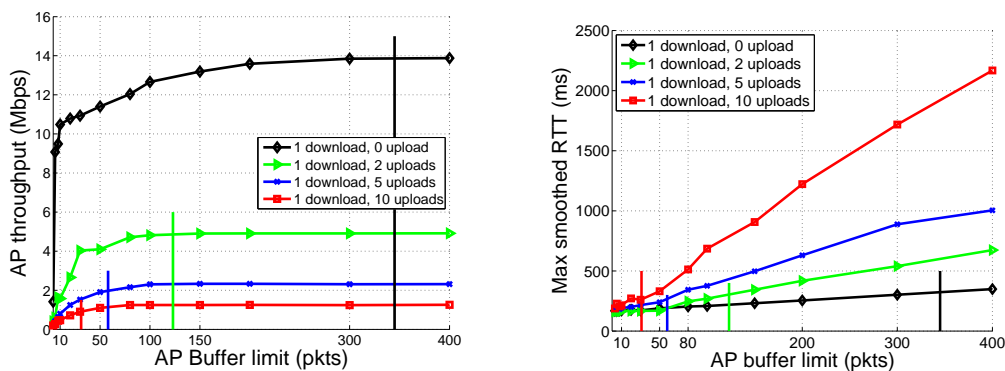 16
14
12
10
8
6
4
2
0
AP throughput (Mbps)
1 download, 0 upload
1 download, 2 uploads
1 download, 5 uploads
1 download, 10 uploads
10 50 100 150 300 400
AP Buffer limit (pkts)
2500
2000
1500
1000
500
0
Max smoothed RTT (ms)
1 download, 0 upload
1 download, 2 uploads
1 download, 5 uploads
1 download, 10 uploads
10 50 80 200 300 400
AP buffer limit (pkts)